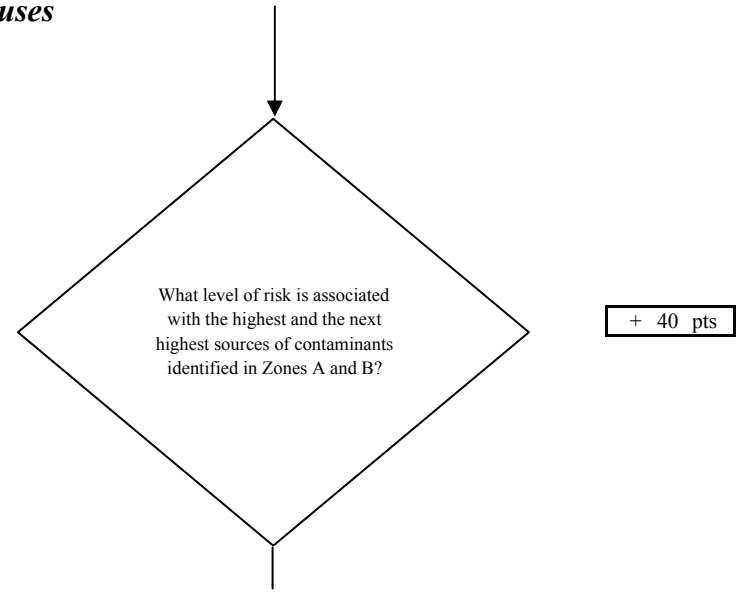 uses
What level of risk is associated
with the highest and the next
highest sources of contaminants
identified in Zones A and B?
+ 40 pts